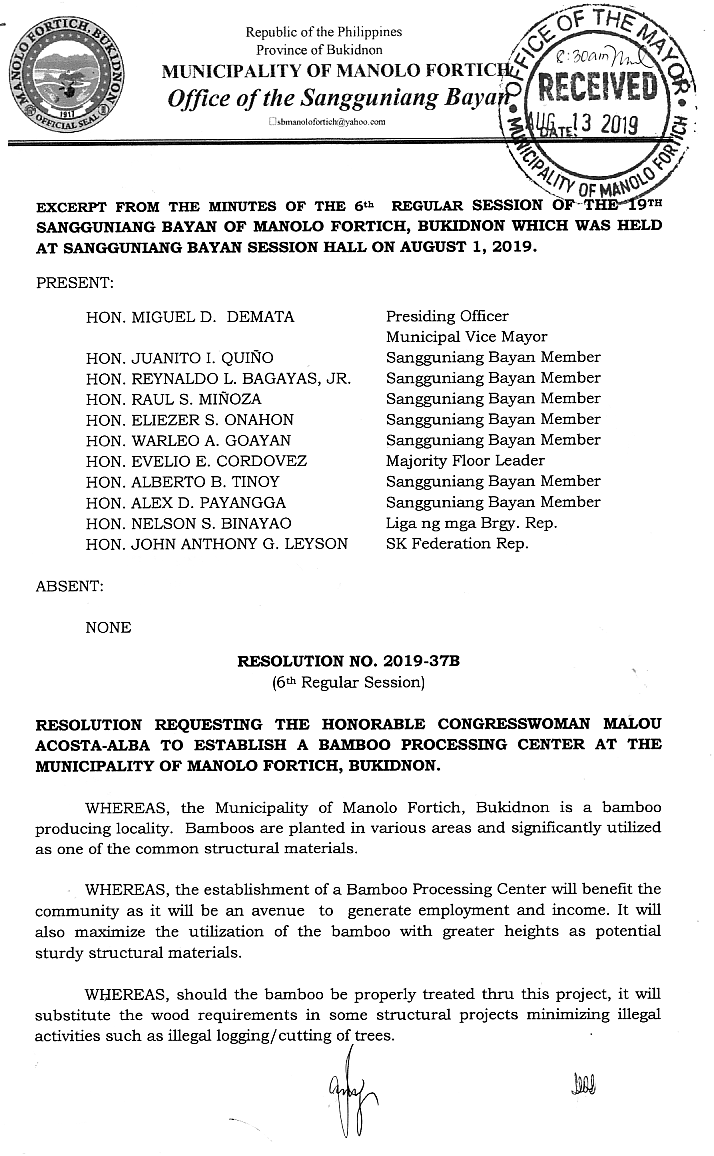 MANOLO FORTICH, BUKIDNON
1917
OFFICIAL SEAL
Republic of the Philippines
Province of Bukidnon
MUNICIPALITY OF MANOLO FORTICH
Office of the Sangguniang Bayan
sbmanolofortich@yahoo.com
OFFICE OF THE MAYOR
8:30am
RECEIVED
DATE: AUG 13 2019
MUNICIPALITY OF MANOLO FORTICH
EXCERPT FROM THE MINUTES OF THE 6th REGULAR SESSION OF THE 19TH
SANGGUNIANG BAYAN OF MANOLO FORTICH, BUKIDNON WHICH WAS HELD
AT SANGGUNIANG BAYAN SESSION HALL ON AUGUST 1, 2019.
PRESENT:
HON. MIGUEL D. DEMATA Presiding Officer
Municipal Vice Mayor
HON. JUANITO I. QUIÑO Sangguniang Bayan Member
HON. REYNALDO L. BAGAYAS, JR. Sangguniang Bayan Member
HON. RAUL S. MIÑOZA Sangguniang Bayan Member
HON. ELIEZER S. ONAHON Sangguniang Bayan Member
HON. WARLEO A. GOAYAN Sangguniang Bayan Member
HON. EVELIO E. CORDOVEZ Majority Floor Leader
HON. ALBERTO B. TINOY Sangguniang Bayan Member
HON. ALEX D. PAYANGGA Sangguniang Bayan Member
HON. NELSON S. BINAYAO Liga ng mga Brgy. Rep.
HON. JOHN ANTHONY G. LEYSON SK Federation Rep.
ABSENT:
NONE
RESOLUTION NO. 2019-37B
(6th Regular Session)
RESOLUTION REQUESTING THE HONORABLE CONGRESSWOMAN MALOU
ACOSTA-ALBA TO ESTABLISH A BAMBOO PROCESSING CENTER AT THE
MUNICIPALITY OF MANOLO FORTICH, BUKIDNON.
WHEREAS, the Municipality of Manolo Fortich, Bukidnon is a bamboo
producing locality. Bamboos are planted in various areas and significantly utilized
as one of the common structural materials.
WHEREAS, the establishment of a Bamboo Processing Center will benefit the
community as it will be an avenue to generate employment and income. It will
also maximize the utilization of the bamboo with greater heights as potential
sturdy structural materials.
WHEREAS, should the bamboo be properly treated thru this project, it will
substitute the wood requirements in some structural projects minimizing illegal
activities such as illegal logging/cutting of trees.